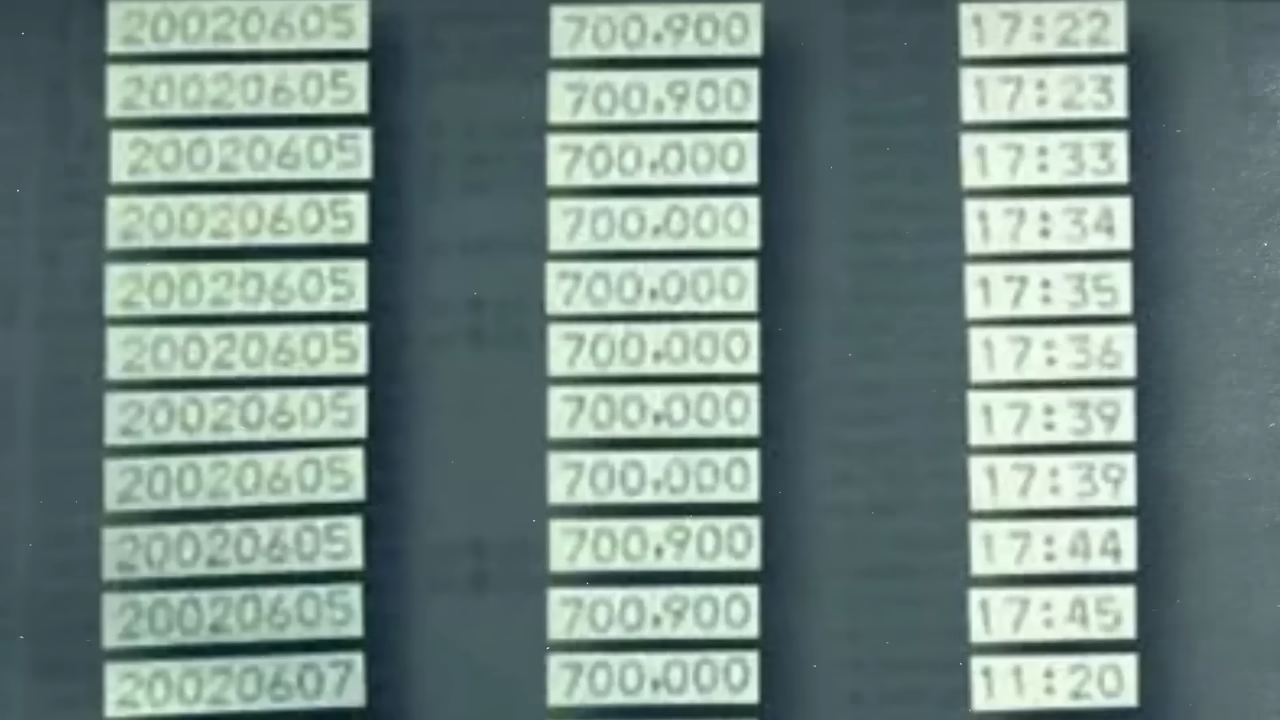 20020605 700.900 17:22
20020605 700.900 17:23
20020605 700.000 17:33
20020605 700.000 17:34
20020605 700.000 17:35
20020605 700.000 17:36
20020605 700.000 17:39
20020605 700.000 17:39
20020605 700.900 17:44
20020605 700.900 17:45
20020607 700.000 11:20